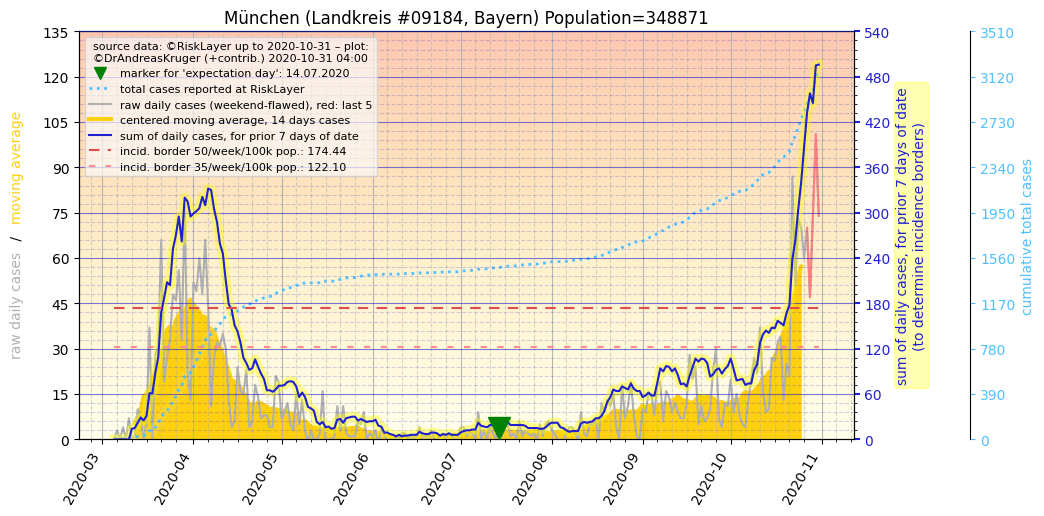 München (Landkreis #09184, Bayern) Population=348871
source data: ©RiskLayer up to 2020-10-31 – plot:
©DrAndreasKruger (+contrib.) 2020-10-31 04:00
marker for 'expectation day': 14.07.2020
total cases reported at RiskLayer
raw daily cases (weekend-flawed), red: last 5
centered moving average, 14 days cases
sum of daily cases, for prior 7 days of date
incid. border 50/week/100k pop.: 174.44
incid. border 35/week/100k pop.: 122.10
raw daily cases / moving average
135
120
105
90
75
60
45
30
15
0
540
480
420
360
300
240
180
120
60
0
sum of daily cases, for prior 7 days of date
(to determine incidence borders)
3510
3120
2730
2340
1950
1560
1170
780
390
0
cumulative total cases
2020-03
2020-04
2020-05
2020-06
2020-07
2020-08
2020-09
2020-10
2020-11